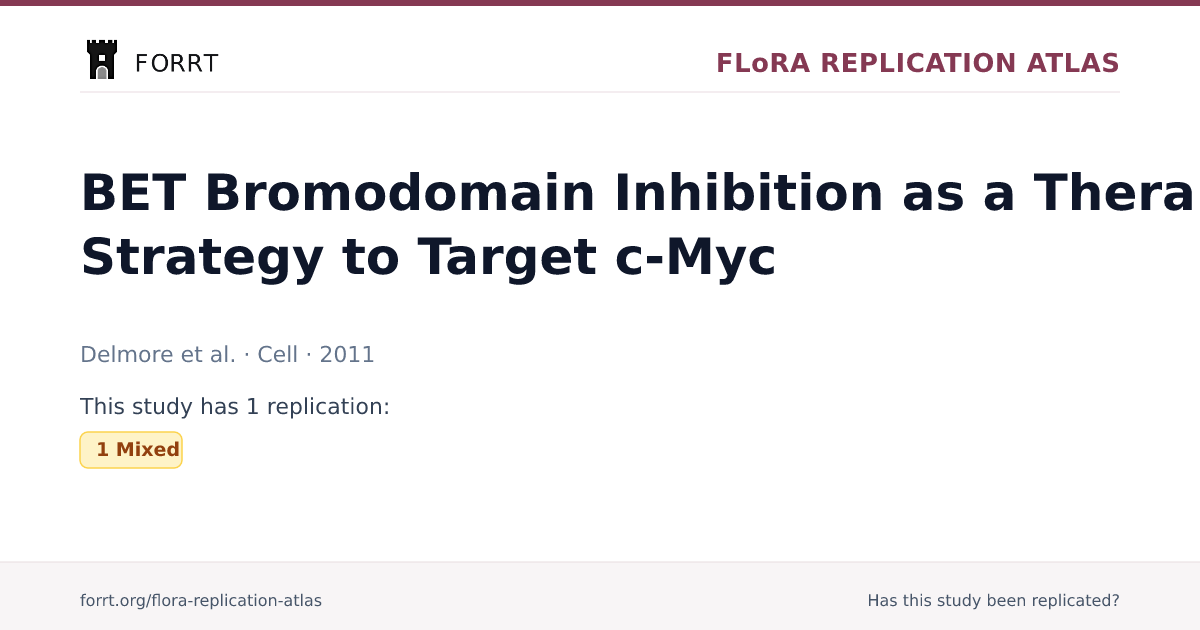 FORRT
FLoRA REPLICATION ATLAS
BET Bromodomain Inhibition as a Thera
Strategy to Target c-Myc
Delmore et al. · Cell · 2011
This study has 1 replication:
1 Mixed
forrt.org/flora-replication-atlas
Has this study been replicated?